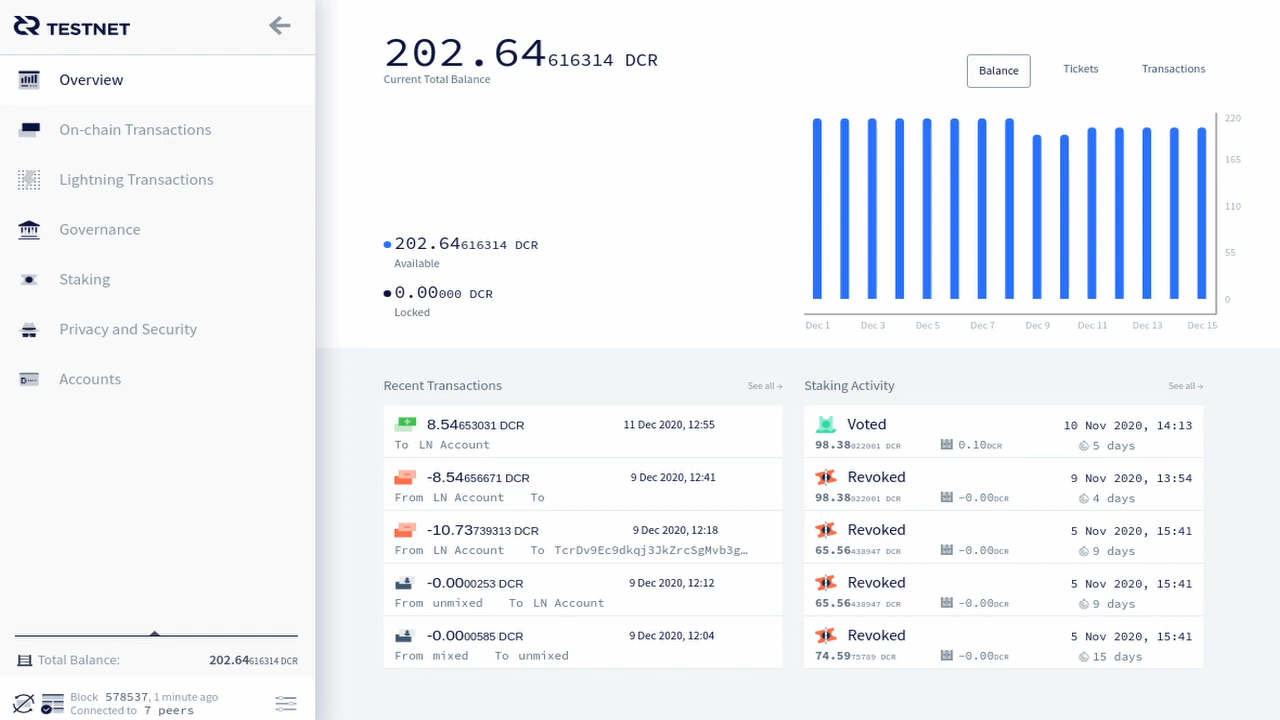 TESTNET
Overview
On-chain Transactions
Lightning Transactions
Governance
Staking
Privacy and Security
Accounts
Total Balance: 202.64616314 DCR
Block 578537, 1 minute ago
Connected to 7 peers
202.64616314 DCR
Current Total Balance
202.64616314 DCR
Available
0.00000 DCR
Locked
Balance Tickets Transactions
220
165
110
55
0
Dec 1 Dec 3 Dec 5 Dec 7 Dec 9 Dec 11 Dec 13 Dec 15
Recent Transactions See all →
8.54653031 DCR 11 Dec 2020, 12:55
To LN Account
-8.54656671 DCR 9 Dec 2020, 12:41
From LN Account To
-10.73739313 DCR 9 Dec 2020, 12:18
From LN Account To TcrDv9Ec9dkqj3JkZrcSgMvb3g…
-0.0000253 DCR 9 Dec 2020, 12:12
From unmixed To LN Account
-0.0000585 DCR 9 Dec 2020, 12:04
From mixed To unmixed
Staking Activity See all →
Voted 10 Nov 2020, 14:13
98.38022001 DCR 0.10DCR 5 days
Revoked 9 Nov 2020, 13:54
98.38022001 DCR -0.00DCR 4 days
Revoked 5 Nov 2020, 15:41
65.56438947 DCR -0.00DCR 9 days
Revoked 5 Nov 2020, 15:41
65.56438947 DCR -0.00DCR 9 days
Revoked 5 Nov 2020, 15:41
74.5975789 DCR -0.00DCR 15 days